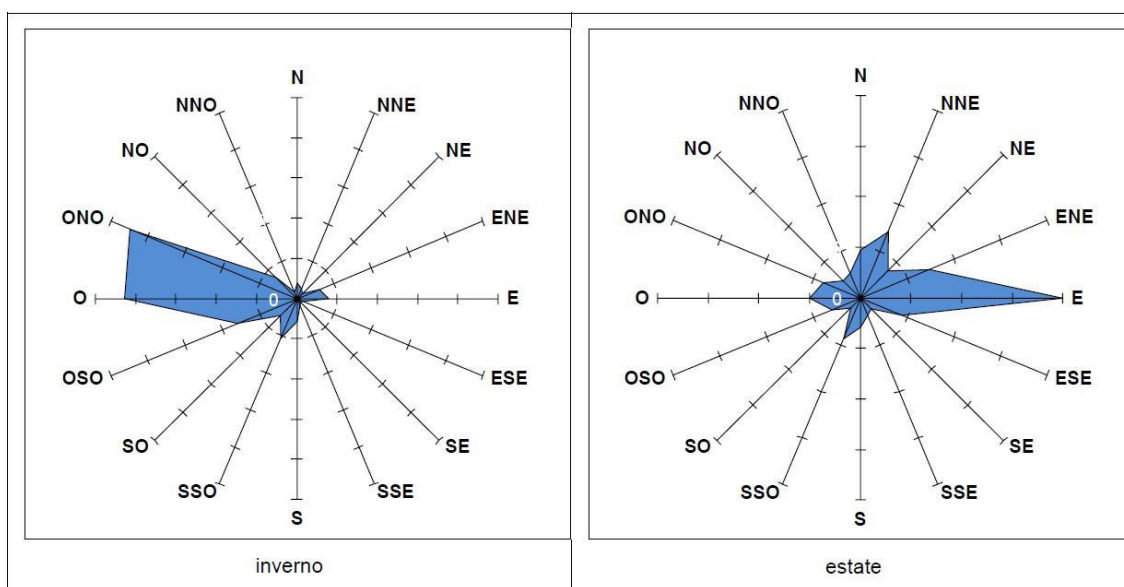 N
NNO
NNE
NO
NE
ONO
ENE
O
0
E
OSO
ESE
SO
SE
SSO
SSE
S
inverno
N
NNO
NNE
NO
NE
ONO
ENE
0
E
OSO
ESE
SO
SE
SSO
SSE
S
estate